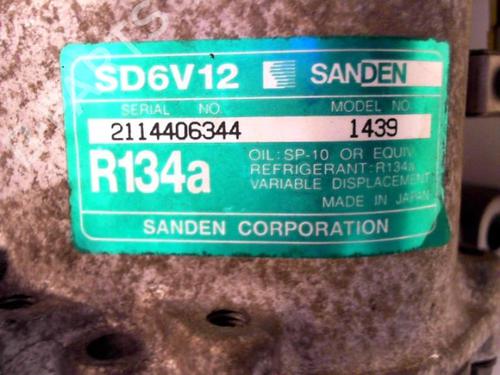 SD6V12 SANDEN
SERIAL NO. MODEL NO.
2114406344 1439
R134a
OIL:SP-10 OR EQUIV
REFRIGERANT:R134a
VARIABLE DISPLACEMENT
MADE IN JAPAN
SANDEN CORPORATION